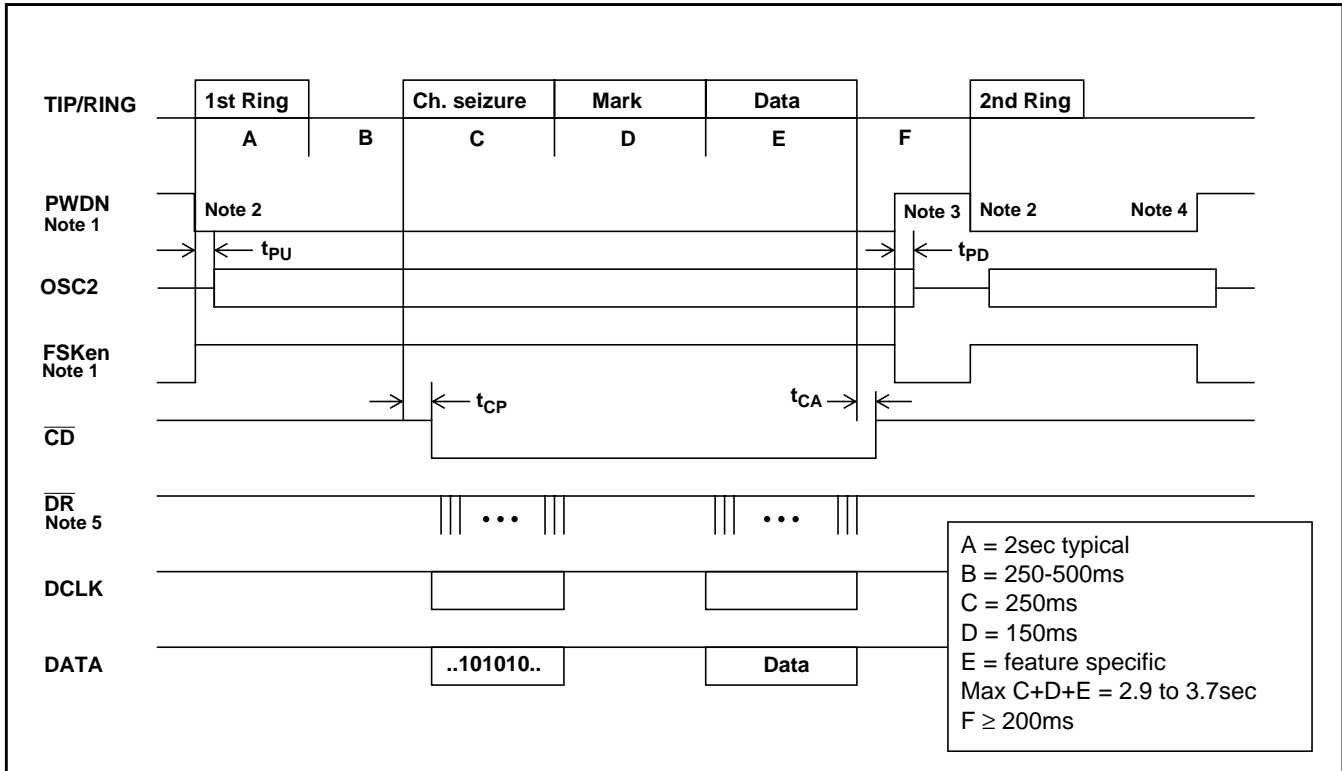 TIP/RING 1st Ring Ch. seizure Mark Data 2nd Ring
A B C D E F
PWDN Note 2 Note 3 Note 2 Note 4
Note 1
tPU tPD
OSC2
FSKen
Note 1
tCP tCA
CD
DR • • • • • •
Note 5
DCLK
DATA ..101010.. Data
A = 2sec typical
B = 250-500ms
C = 250ms
D = 150ms
E = feature specific
Max C+D+E = 2.9 to 3.7sec
F ≥ 200ms